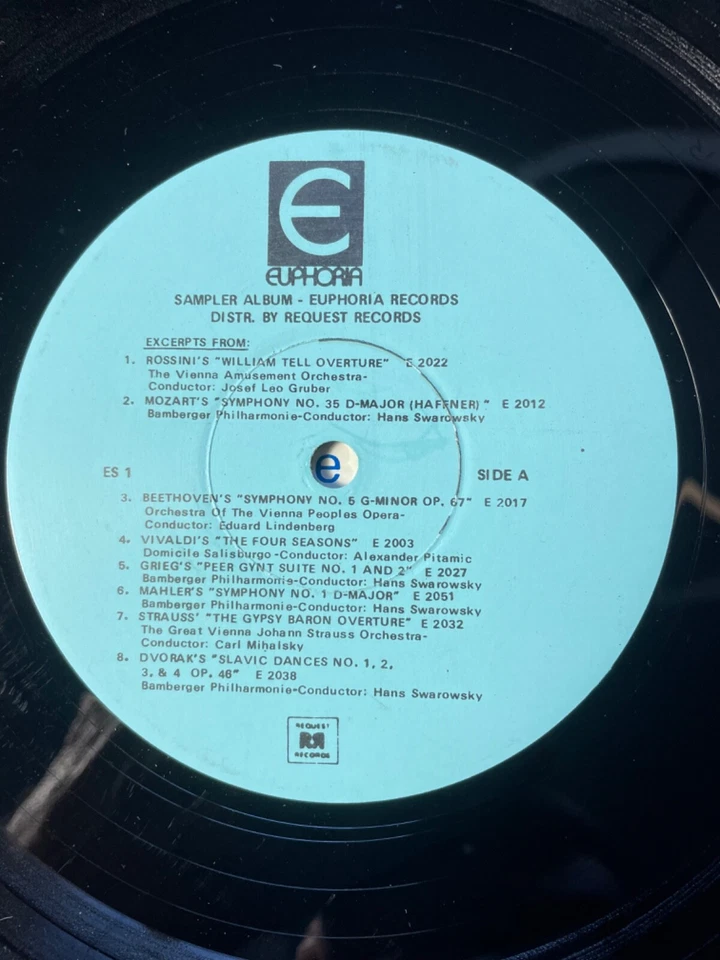 e
EUPHORIA
SAMPLER ALBUM - EUPHORIA RECORDS
DISTR. BY REQUEST RECORDS
EXCERPTS FROM:
1. ROSSINI'S "WILLIAM TELL OVERTURE" E 2022
The Vienna Amusement Orchestra-
Conductor: Josef Leo Gruber
2. MOZART'S "SYMPHONY NO. 35 D-MAJOR (HAFFNER)" E 2012
Bamberger Philharmonie-Conductor: Hans Swarowsky
e
ES 1 SIDE A
3. BEETHOVEN'S "SYMPHONY NO. 5 G-MINOR OP. 67" E 2017
Orchestra Of The Vienna Peoples Opera-
Conductor: Eduard Lindenberg
4. VIVALDI'S "THE FOUR SEASONS" E 2003
Domicile Salisburgo-Conductor: Alexander Pitamic
5. GRIEG'S "PEER GYNT SUITE NO. 1 AND 2" E 2027
Bamberger Philharmonie-Conductor: Hans Swarowsky
6. MAHLER'S "SYMPHONY NO. 1 D-MAJOR" E 2051
Bamberger Philharmonie-Conductor: Hans Swarowsky
7. STRAUSS' "THE GYPSY BARON OVERTURE" E 2032
The Great Vienna Johann Strauss Orchestra-
Conductor: Carl Mihalsky
8. DVORAK'S "SLAVIC DANCES NO. 1, 2,
3, & 4 OP. 46" E 2038
Bamberger Philharmonie-Conductor: Hans Swarowsky
REQUEST
RR
RECORDS